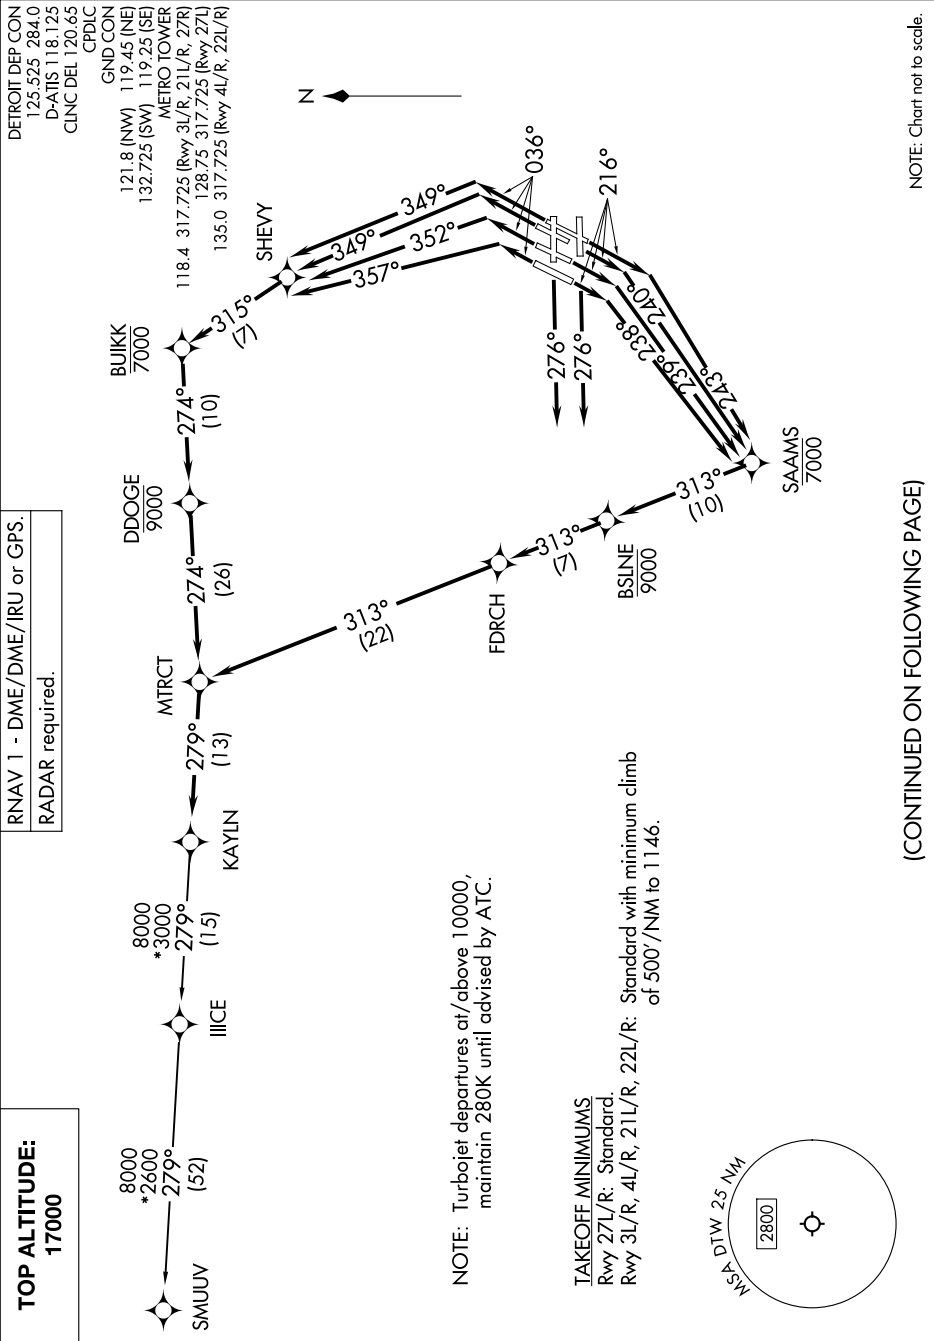 TOP ALTITUDE:
17000
RNAV 1 - DME/DME/IRU or GPS.
RADAR required.
DETROIT DEP CON
125.525 284.0
D-ATIS 118.125
CLNC DEL 120.65
CPDLC
GND CON
121.8 (NW) 119.45 (NE)
132.725 (SW) 119.25 (SE)
METRO TOWER
118.4 317.725 (Rwy 3L/R, 21L/R, 27R)
128.75 317.725 (Rwy 27L)
135.0 317.725 (Rwy 4L/R, 22L/R)
N
SMUUV
8000
*2600
279°
(52)
IIICE
8000
*3000
279°
(15)
KAYLN
279°
(13)
MTRCT
274°
(26)
DDOGE
9000
274°
(10)
BUIKK
7000
315°
(7)
SHEVY
349°
349°
352°
357°
036°
216°
276°
276°
240°
238°
239°
243°
SAAMS
7000
313°
(10)
BSLNE
9000
313°
(7)
FDRCH
313°
(22)
NOTE: Turbojet departures at/above 10000,
maintain 280K until advised by ATC.
TAKEOFF MINIMUMS
Rwy 27L/R: Standard.
Rwy 3L/R, 4L/R, 21L/R, 22L/R: Standard with minimum climb
of 500'/NM to 1146.
MSA DTW 25 NM
2800
(CONTINUED ON FOLLOWING PAGE)
NOTE: Chart not to scale.